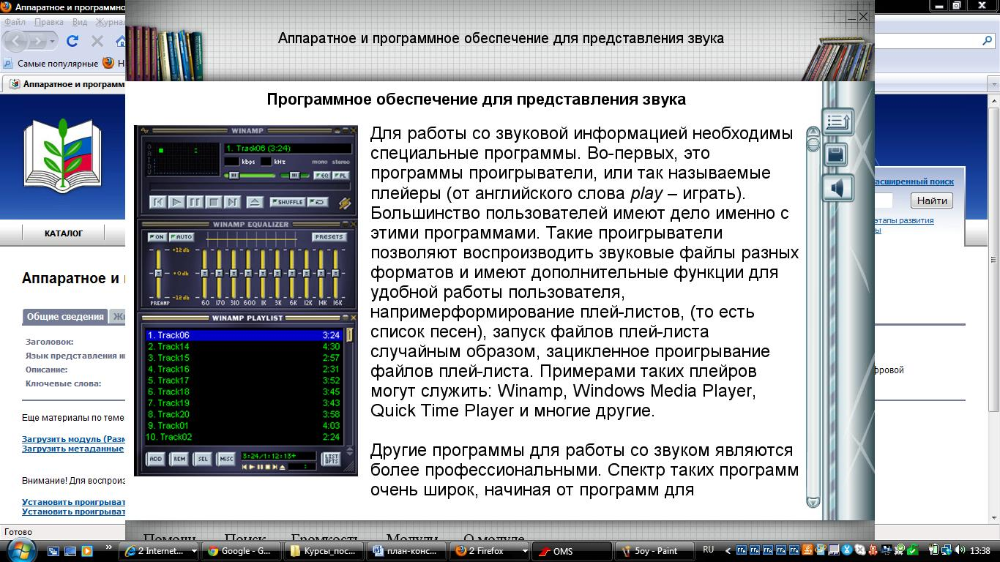 Аппаратное и программно
Файл Правка Вид Журнал
Самые популярные
Аппаратное и программ
КАТАЛОГ
Аппаратное и
Общие сведения
Заголовок:
Язык представления
Описание:
Ключевые слова:
Еще материалы по теме
Загрузить модуль (Разм
Загрузить метаданные
Внимание! Для воспроиз
Установить проигрыват
Установить проигрыват
Готово
Аппаратное и программное обеспечение для представления звука
Программное обеспечение для представления звука
WINAMP
1. Track06 (3:24)
kbps kHz mono stereo
EQ PL
SHUFFLE
WINAMP EQUALIZER
ON AUTO PRESETS
+12db
+0db
-12db
PREAMP 60 170 310 600 1K 3K 6K 12K 14K 16K
WINAMP PLAYLIST
1. Track06 3:24
2. Track14 4:30
3. Track15 2:57
4. Track16 2:31
5. Track17 3:52
6. Track18 3:45
7. Track19 3:43
8. Track20 3:58
9. Track01 4:03
10. Track02 2:24
ADD REM SEL MISC 3:24/1:12:13+ LIST OPTS
Для работы со звуковой информацией необходимы
специальные программы. Во-первых, это
программы проигрыватели, или так называемые
плейеры (от английского слова play – играть).
Большинство пользователей имеют дело именно с
этими программами. Такие проигрыватели
позволяют воспроизводить звуковые файлы разных
форматов и имеют дополнительные функции для
удобной работы пользователя,
напримерформирование плей-листов, (то есть
список песен), запуск файлов плей-листа
случайным образом, зацикленное проигрывание
файлов плей-листа. Примерами таких плейров
могут служить: Winamp, Windows Media Player,
Quick Time Player и многие другие.
Другие программы для работы со звуком являются
более профессиональными. Спектр таких программ
очень широк, начиная от программ для
асширенный поиск
Найти
этапы развития
ы
фровой
Помощь Поиск Громкость Модули О модуле
2 Internet... Google - G... Курсы_пос... план-конс... 2 Firefox OMS 5оу - Paint RU 13:38